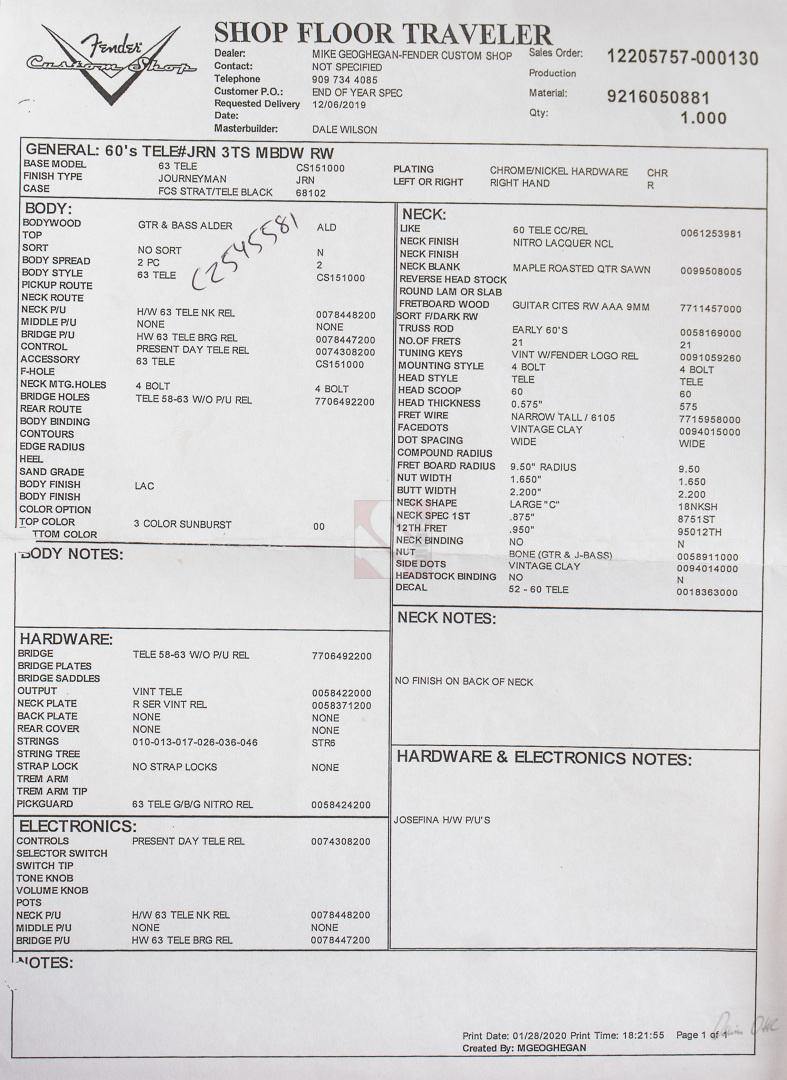 Fender
Custom Shop
SHOP FLOOR TRAVELER
Dealer: MIKE GEOGHEGAN-FENDER CUSTOM SHOP Sales Order: 12205757-000130
Contact: NOT SPECIFIED
Telephone 909 734 4085 Production
Customer P.O.: END OF YEAR SPEC Material: 9216050881
Requested Delivery 12/06/2019
Date: Qty: 1.000
Masterbuilder: DALE WILSON
GENERAL: 60's TELE#JRN 3TS MBDW RW
BASE MODEL 63 TELE CS151000 PLATING CHROME/NICKEL HARDWARE CHR
FINISH TYPE JOURNEYMAN JRN LEFT OR RIGHT RIGHT HAND R
CASE FCS STRAT/TELE BLACK 68102
BODY:
BODYWOOD GTR & BASS ALDER ALD
TOP
SORT NO SORT N
BODY SPREAD 2 PC 2
BODY STYLE 63 TELE CS151000
PICKUP ROUTE
NECK ROUTE
NECK P/U H/W 63 TELE NK REL 0078448200
MIDDLE P/U NONE NONE
BRIDGE P/U HW 63 TELE BRG REL 0078447200
CONTROL PRESENT DAY TELE REL 0074308200
ACCESSORY 63 TELE CS151000
F-HOLE
NECK MTG.HOLES 4 BOLT 4 BOLT
BRIDGE HOLES TELE 58-63 W/O P/U REL 7706492200
REAR ROUTE
BODY BINDING
CONTOURS
EDGE RADIUS
HEEL
SAND GRADE
BODY FINISH LAC
BODY FINISH
COLOR OPTION
TOP COLOR 3 COLOR SUNBURST 00
TTOM COLOR
CZ545581
NECK:
LIKE 60 TELE CC/REL 0061253981
NECK FINISH NITRO LACQUER NCL
NECK FINISH
NECK BLANK MAPLE ROASTED QTR SAWN 0099508005
REVERSE HEAD STOCK
ROUND LAM OR SLAB
FRETBOARD WOOD GUITAR CITES RW AAA 9MM 7711457000
SORT F/DARK RW
TRUSS ROD EARLY 60'S 0058169000
NO.OF FRETS 21 21
TUNING KEYS VINT W/FENDER LOGO REL 0091059260
MOUNTING STYLE 4 BOLT 4 BOLT
HEAD STYLE TELE TELE
HEAD SCOOP 60 60
HEAD THICKNESS 0.575" 575
FRET WIRE NARROW TALL / 6105 7715958000
FACEDOTS VINTAGE CLAY 0094015000
DOT SPACING WIDE WIDE
COMPOUND RADIUS
FRET BOARD RADIUS 9.50" RADIUS 9.50
NUT WIDTH 1.650" 1.650
BUTT WIDTH 2.200" 2.200
NECK SHAPE LARGE "C" 18NKSH
NECK SPEC 1ST .875" 8751ST
12TH FRET .950" 95012TH
NECK BINDING NO N
NUT BONE (GTR & J-BASS) 0058911000
SIDE DOTS VINTAGE CLAY 0094014000
HEADSTOCK BINDING NO N
DECAL 52 - 60 TELE 0018363000
ODY NOTES:
NECK NOTES:
NO FINISH ON BACK OF NECK
HARDWARE:
BRIDGE TELE 58-63 W/O P/U REL 7706492200
BRIDGE PLATES
BRIDGE SADDLES
OUTPUT VINT TELE 0058422000
NECK PLATE R SER VINT REL 0058371200
BACK PLATE NONE NONE
REAR COVER NONE NONE
STRINGS 010-013-017-026-036-046 STR6
STRING TREE
STRAP LOCK NO STRAP LOCKS NONE
TREM ARM
TREM ARM TIP
PICKGUARD 63 TELE G/B/G NITRO REL 0058424200
HARDWARE & ELECTRONICS NOTES:
JOSEFINA H/W P/U'S
ELECTRONICS:
CONTROLS PRESENT DAY TELE REL 0074308200
SELECTOR SWITCH
SWITCH TIP
TONE KNOB
VOLUME KNOB
POTS
NECK P/U H/W 63 TELE NK REL 0078448200
MIDDLE P/U NONE NONE
BRIDGE P/U HW 63 TELE BRG REL 0078447200
NOTES:
Print Date: 01/28/2020 Print Time: 18:21:55 Page 1 of 1
Created By: MGEOGHEGAN